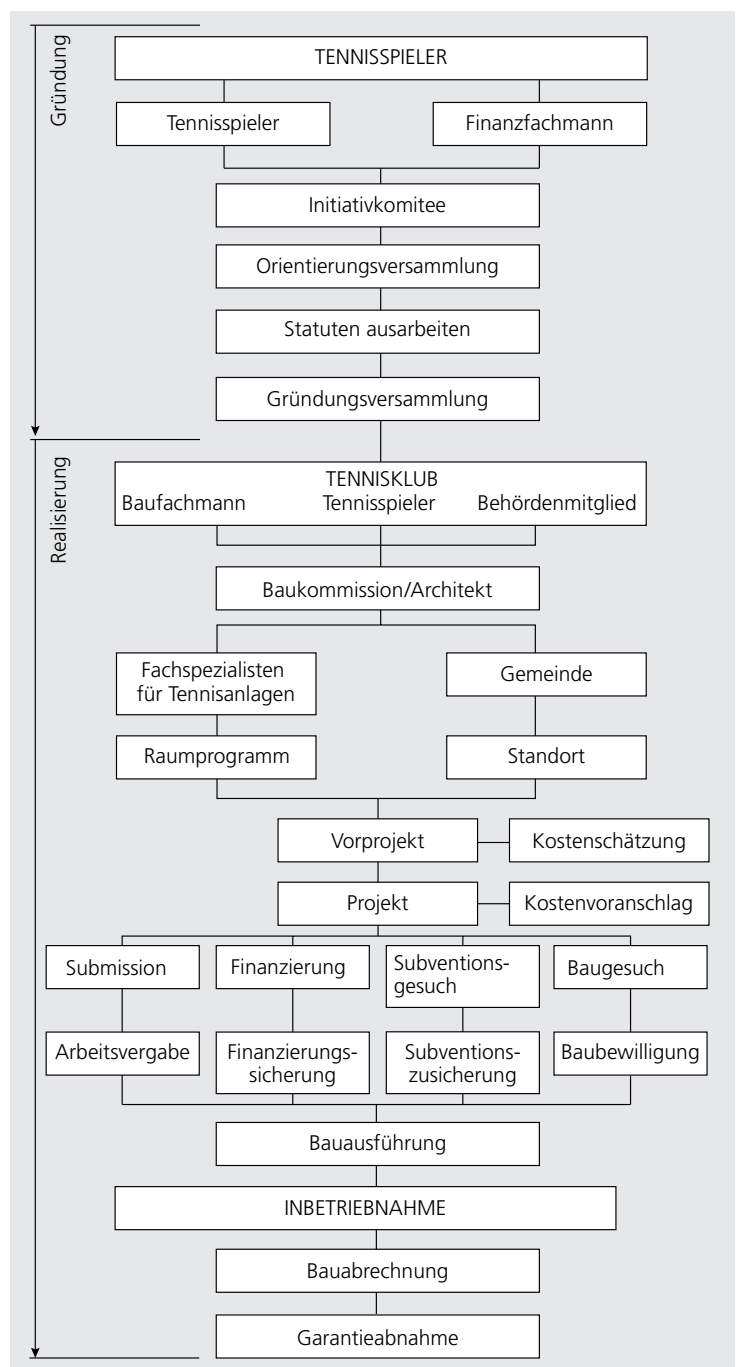 Gründung
TENNISSPIELER
Tennisspieler
Finanzfachmann
Initiativkomitee
Orientierungsversammlung
Statuten ausarbeiten
Gründungsversammlung
Realisierung
TENNISKLUB
Baufachmann Tennisspieler Behördenmitglied
Baukommission/Architekt
Fachspezialisten
für Tennisanlagen
Gemeinde
Raumprogramm
Standort
Vorprojekt
Kostenschätzung
Projekt
Kostenvoranschlag
Submission
Finanzierung
Subventions-
gesuch
Baugesuch
Arbeitsvergabe
Finanzierungs-
sicherung
Subventions-
zusicherung
Baubewilligung
Bauausführung
INBETRIEBNAHME
Bauabrechnung
Garantieabnahme